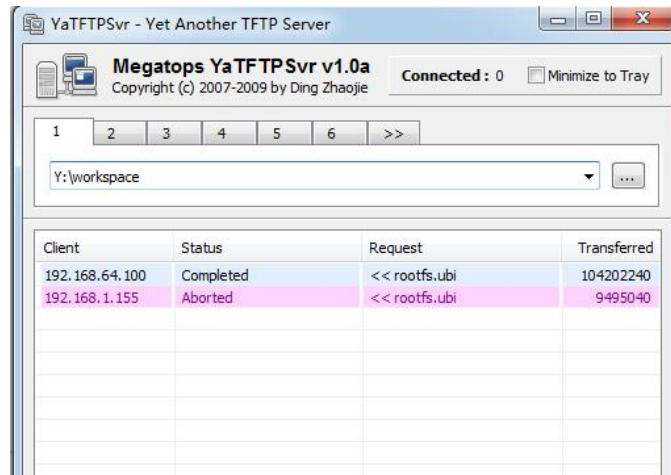 YaTFTPSvr - Yet Another TFTP Server
Megatops YaTFTPSvr v1.0a
Copyright (c) 2007-2009 by Ding Zhaojie
Connected : 0 Minimize to Tray
1 2 3 4 5 6 >>
Y:\workspace ...
Client Status Request Transferred
192.168.64.100 Completed << rootfs.ubi 104202240
192.168.1.155 Aborted << rootfs.ubi 9495040